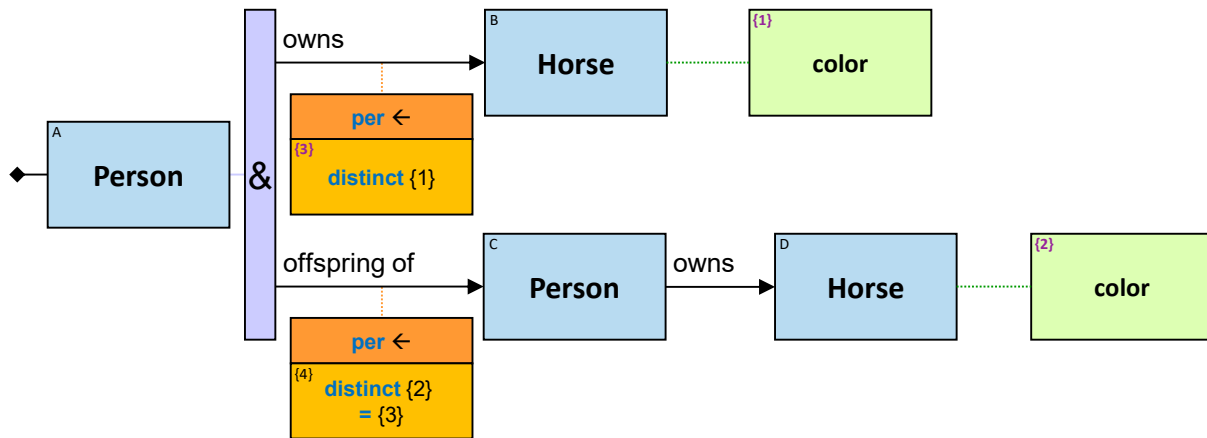 A
Person
&
owns
B
Horse
{1}
color
per ←
{3}
distinct {1}
offspring of
C
Person
owns
D
Horse
{2}
color
per ←
{4}
distinct {2}
= {3}